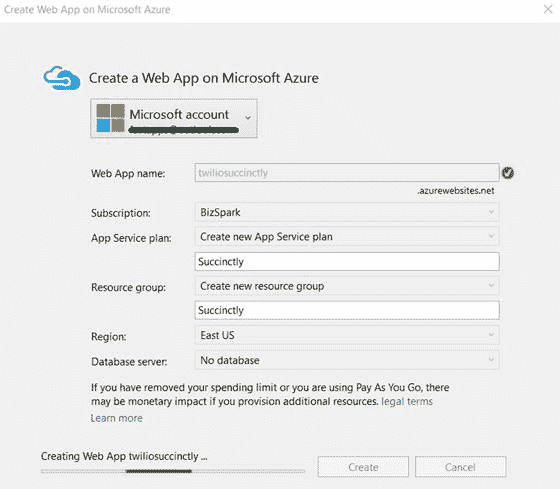 Create Web App on Microsoft Azure
Create a Web App on Microsoft Azure
Microsoft account
Web App name:
twiliosuccinctly
.azurewebsites.net
Subscription:
BizSpark
App Service plan:
Create new App Service plan
Succinctly
Resource group:
Create new resource group
Succinctly
Region:
East US
Database server:
No database
If you have removed your spending limit or you are using Pay As You Go, there
may be monetary impact if you provision additional resources. legal terms
Learn more
Creating Web App twiliosuccinctly ...
Create
Cancel